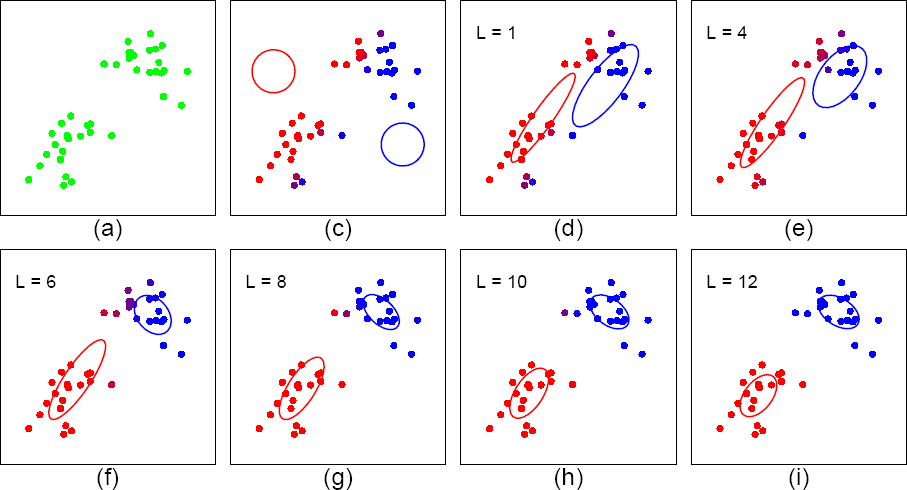 L = 1
L = 4
(a)
(c)
(d)
(e)
L = 6
L = 8
L = 10
L = 12
(f)
(g)
(h)
(i)